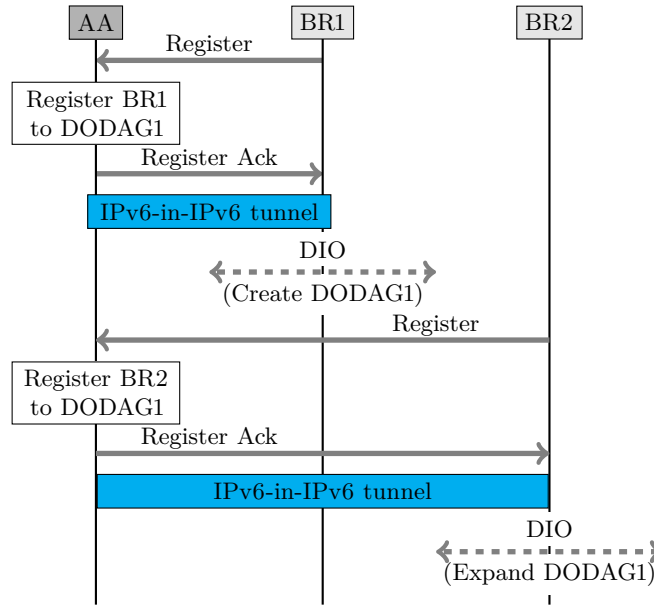 AA
BR1
BR2
Register
Register BR1
to DODAG1
Register Ack
IPv6-in-IPv6 tunnel
DIO
(Create DODAG1)
Register
Register BR2
to DODAG1
Register Ack
IPv6-in-IPv6 tunnel
DIO
(Expand DODAG1)